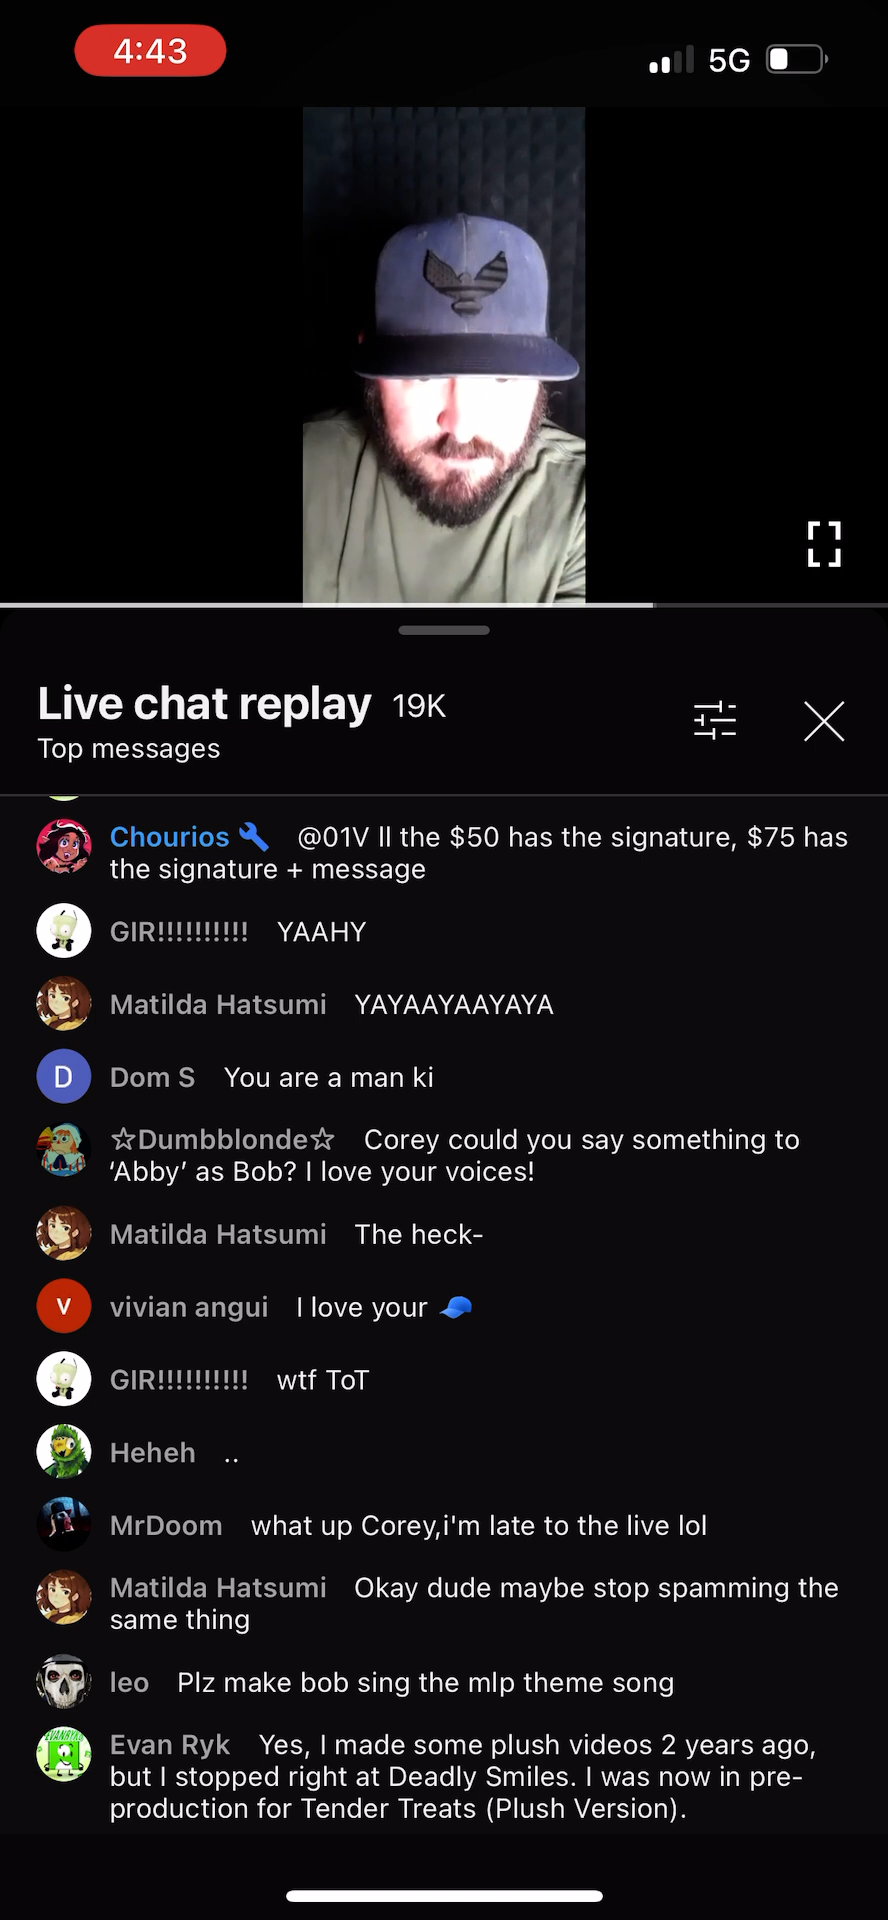 4:43
5G
Live chat replay 19K
Top messages
Chourios 🔧 @01V ll the $50 has the signature, $75 has
the signature + message
GIR!!!!!!!!!! YAAHY
Matilda Hatsumi YAYAAYAAYAYA
D Dom S You are a man ki
☆Dumbblonde☆ Corey could you say something to
‘Abby’ as Bob? I love your voices!
Matilda Hatsumi The heck-
v vivian angui I love your 🧢
GIR!!!!!!!!!! wtf ToT
Heheh ..
MrDoom what up Corey,i'm late to the live lol
Matilda Hatsumi Okay dude maybe stop spamming the
same thing
leo Plz make bob sing the mlp theme song
Evan Ryk Yes, I made some plush videos 2 years ago,
but I stopped right at Deadly Smiles. I was now in pre-
production for Tender Treats (Plush Version).